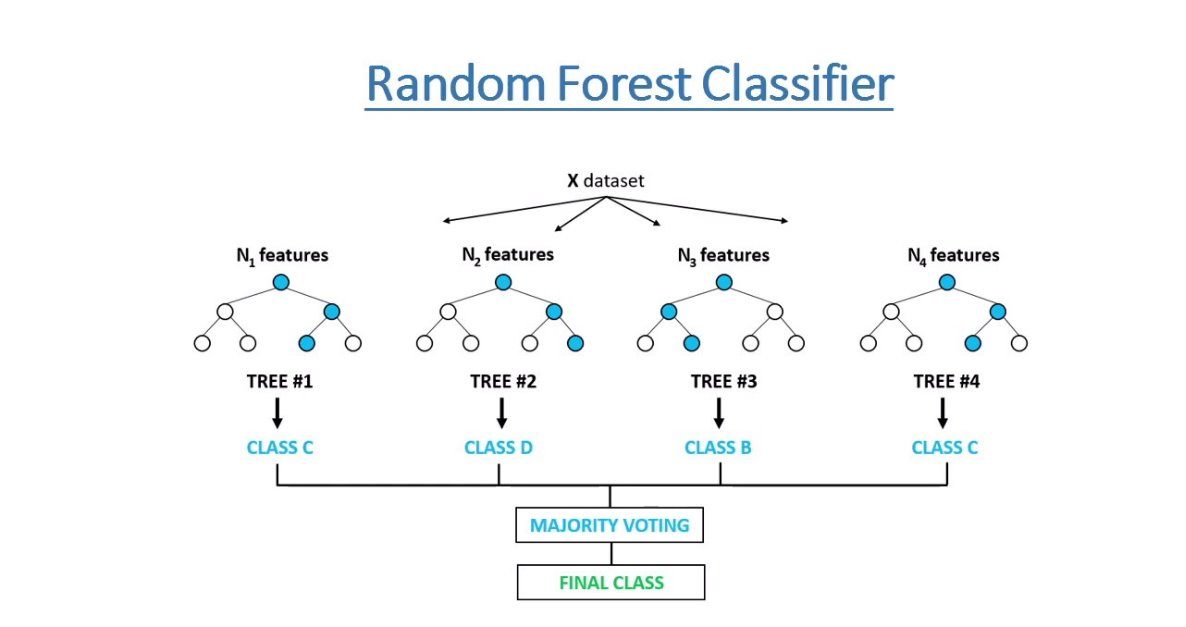 Random Forest Classifier
X dataset
N1 features
N2 features
N3 features
N4 features
TREE #1
TREE #2
TREE #3
TREE #4
CLASS C
CLASS D
CLASS B
CLASS C
MAJORITY VOTING
FINAL CLASS